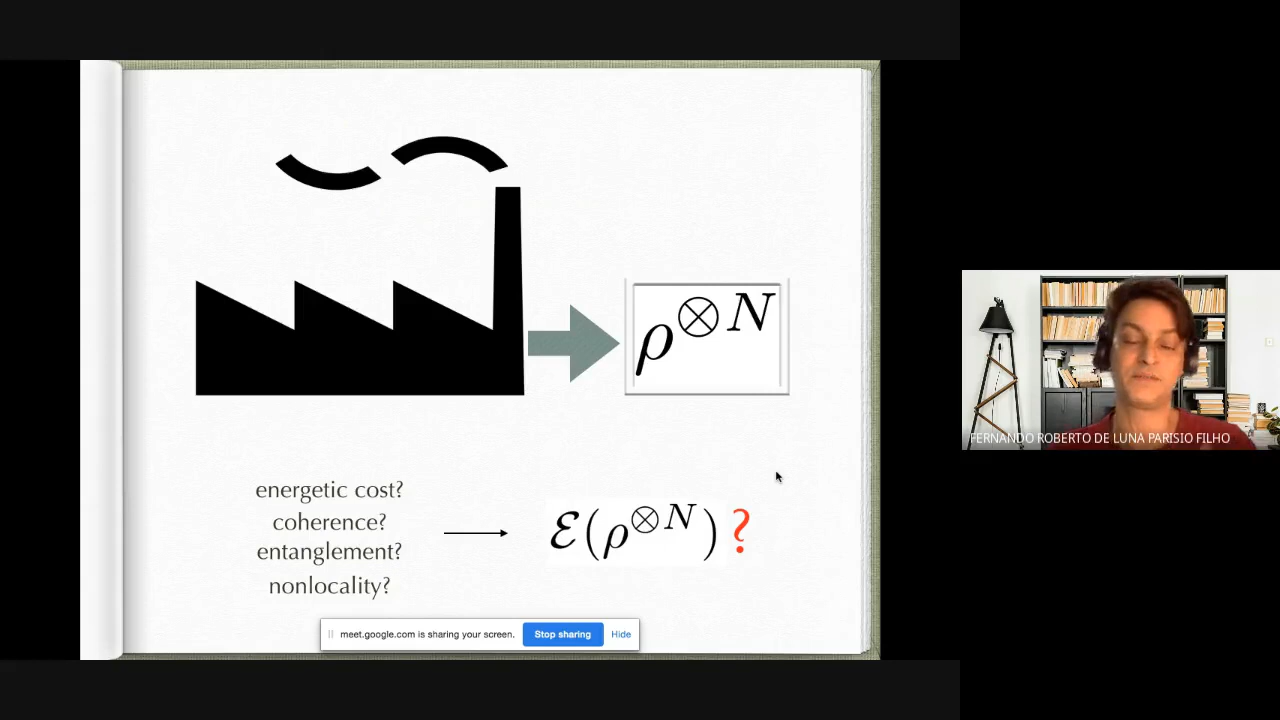 ρ⊗N
energetic cost?
coherence?
entanglement?
nonlocality?
ℰ(ρ⊗N)?
meet.google.com is sharing your screen. Stop sharing Hide
FERNANDO ROBERTO DE LUNA PARISIO FILHO